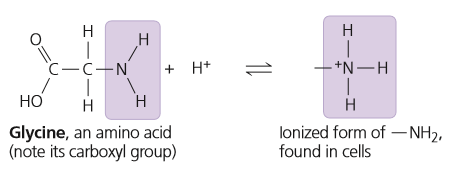 O
H
H
C—C—N
+ H⁺ ⇌
HO
H
H
H
—⁺N—H
H
Glycine, an amino acid
(note its carboxyl group)
Ionized form of —NH₂,
found in cells